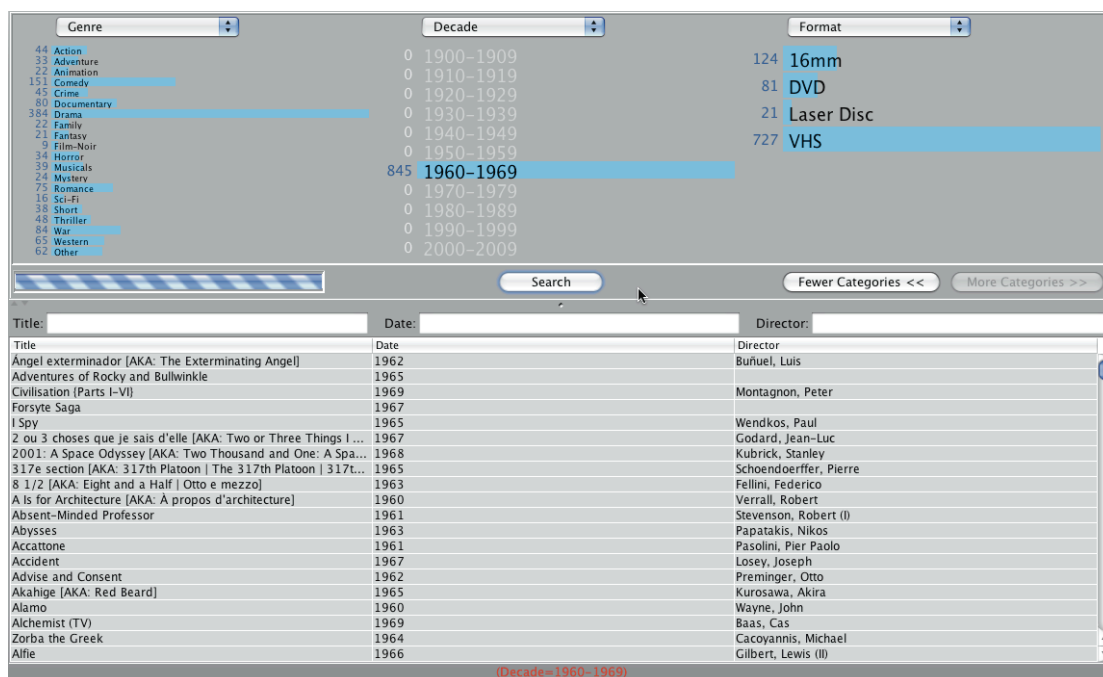 Genre
Decade
Format
44 Action
33 Adventure
22 Animation
151 Comedy
45 Crime
80 Documentary
384 Drama
22 Family
21 Fantasy
9 Film-Noir
34 Horror
39 Musicals
24 Mystery
75 Romance
16 Sci-Fi
38 Short
48 Thriller
84 War
65 Western
62 Other
0 1900-1909
0 1910-1919
0 1920-1929
0 1930-1939
0 1940-1949
0 1950-1959
845 1960-1969
0 1970-1979
0 1980-1989
0 1990-1999
0 2000-2009
124 16mm
81 DVD
21 Laser Disc
727 VHS
Search Fewer Categories << More Categories >>
Title: Date: Director:
Title Date Director
Ángel exterminador [AKA: The Exterminating Angel] 1962 Buñuel, Luis
Adventures of Rocky and Bullwinkle 1965
Civilisation {Parts I-VI} 1969 Montagnon, Peter
Forsyte Saga 1967
I Spy 1965 Wendkos, Paul
2 ou 3 choses que je sais d'elle [AKA: Two or Three Things I ... 1967 Godard, Jean-Luc
2001: A Space Odyssey [AKA: Two Thousand and One: A Spa... 1968 Kubrick, Stanley
317e section [AKA: 317th Platoon | The 317th Platoon | 317t... 1965 Schoendoerffer, Pierre
8 1/2 [AKA: Eight and a Half | Otto e mezzo] 1963 Fellini, Federico
A Is for Architecture [AKA: À propos d'architecture] 1960 Verrall, Robert
Absent-Minded Professor 1961 Stevenson, Robert (I)
Abysses 1963 Papatakis, Nikos
Accattone 1961 Pasolini, Pier Paolo
Accident 1967 Losey, Joseph
Advise and Consent 1962 Preminger, Otto
Akahige [AKA: Red Beard] 1965 Kurosawa, Akira
Alamo 1960 Wayne, John
Alchemist (TV) 1969 Baas, Cas
Zorba the Greek 1964 Cacoyannis, Michael
Alfie 1966 Gilbert, Lewis (II)
(Decade=1960-1969)